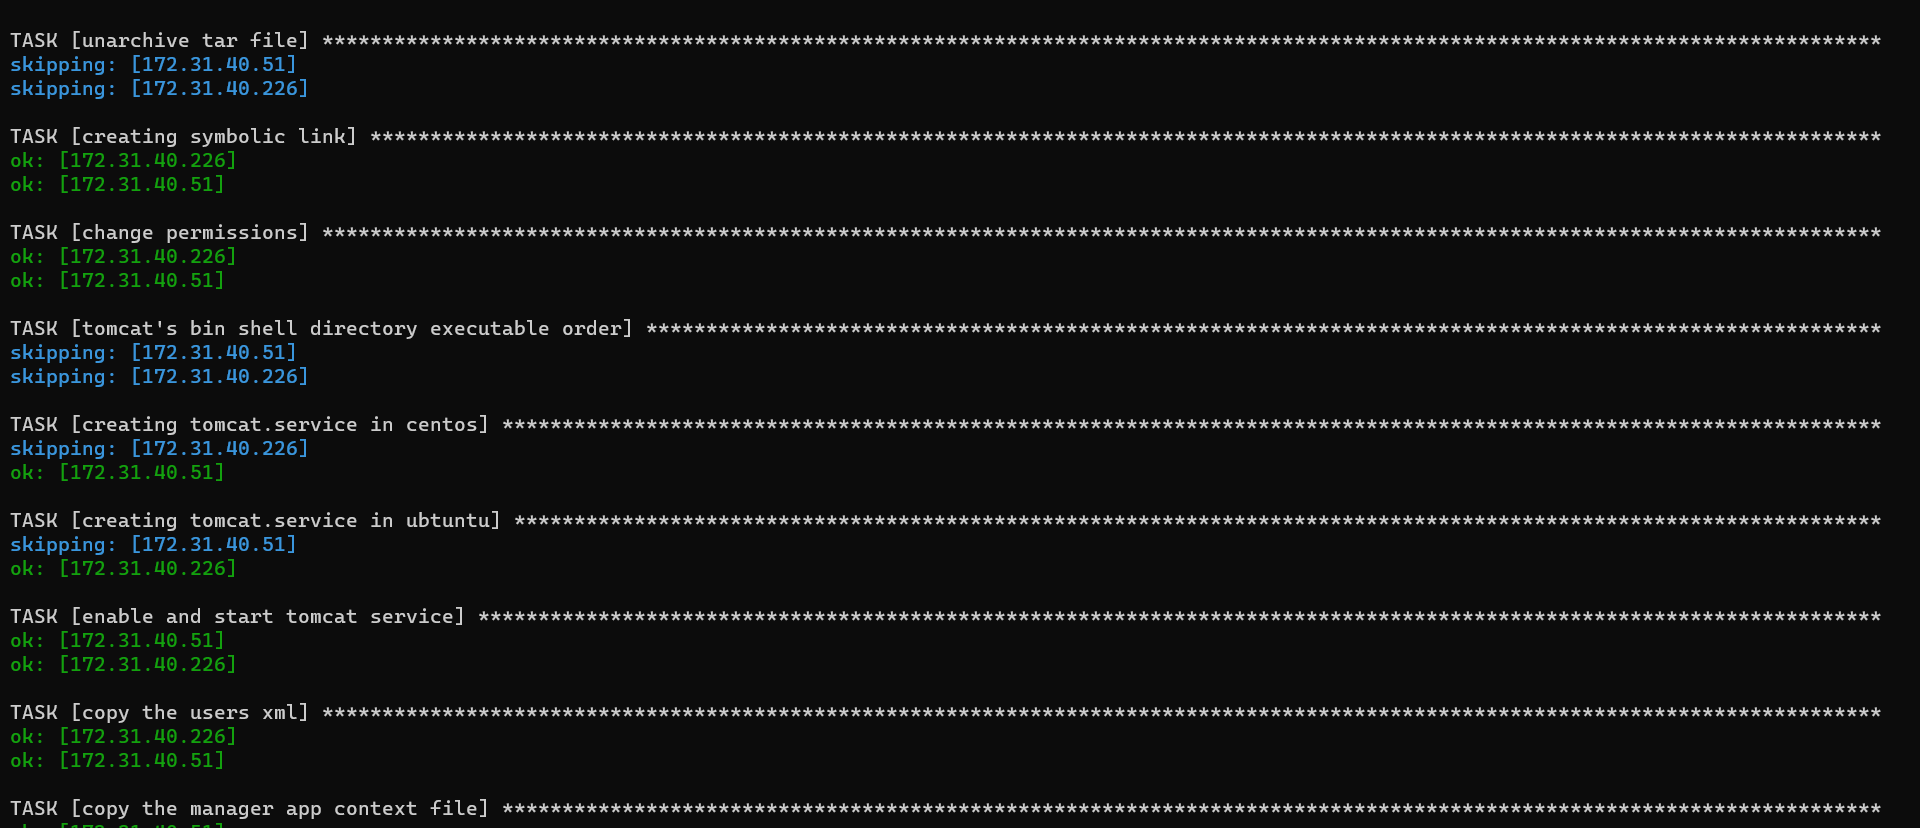 TASK [unarchive tar file] **********************************************************************************************************************************
skipping: [172.31.40.51]
skipping: [172.31.40.226]
TASK [creating symbolic link] ******************************************************************************************************************************
ok: [172.31.40.226]
ok: [172.31.40.51]
TASK [change permissions] **********************************************************************************************************************************
ok: [172.31.40.226]
ok: [172.31.40.51]
TASK [tomcat's bin shell directory executable order] *******************************************************************************************************
skipping: [172.31.40.51]
skipping: [172.31.40.226]
TASK [creating tomcat.service in centos] *******************************************************************************************************************
skipping: [172.31.40.226]
ok: [172.31.40.51]
TASK [creating tomcat.service in ubtuntu] ******************************************************************************************************************
skipping: [172.31.40.51]
ok: [172.31.40.226]
TASK [enable and start tomcat service] *********************************************************************************************************************
ok: [172.31.40.51]
ok: [172.31.40.226]
TASK [copy the users xml] **********************************************************************************************************************************
ok: [172.31.40.226]
ok: [172.31.40.51]
TASK [copy the manager app context file] *******************************************************************************************************************